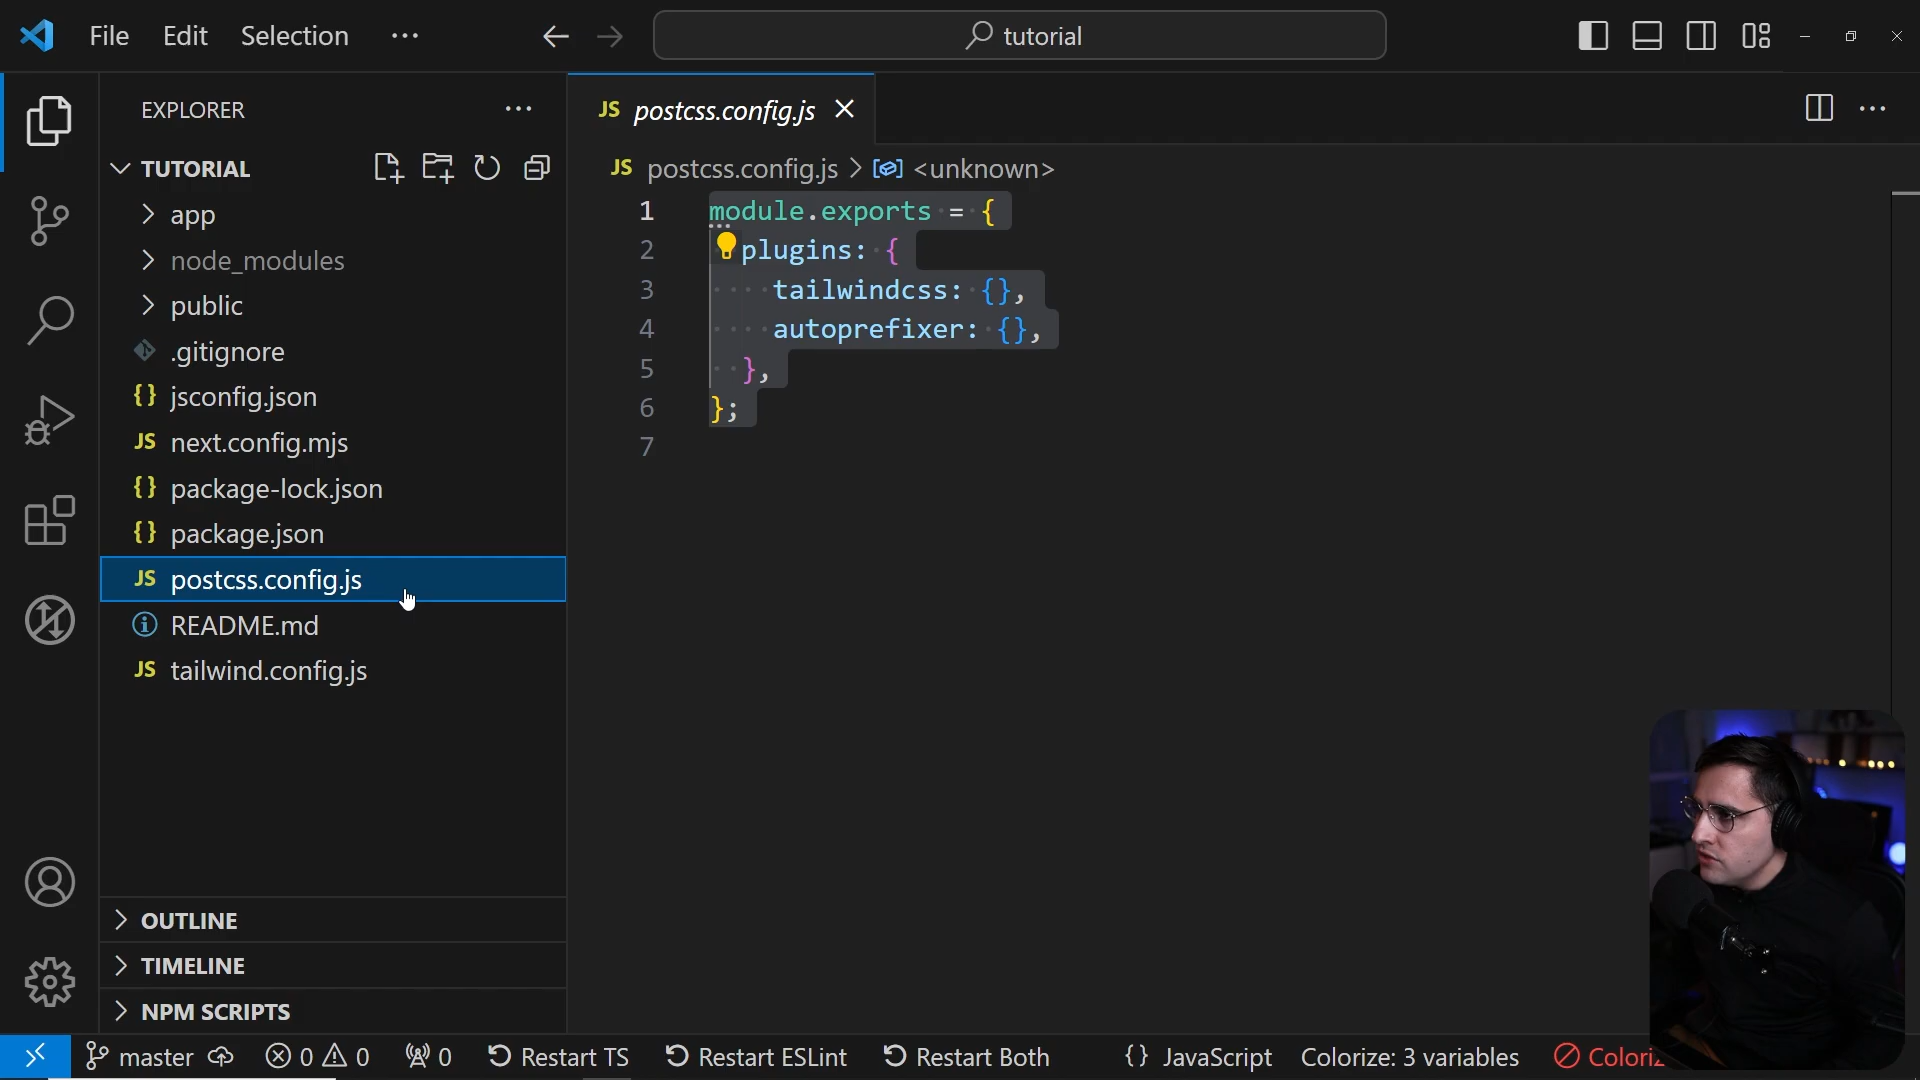 File Edit Selection ··· tutorial
EXPLORER ···
TUTORIAL
app
node_modules
public
.gitignore
{} jsconfig.json
JS next.config.mjs
{} package-lock.json
{} package.json
JS postcss.config.js
README.md
JS tailwind.config.js
OUTLINE
TIMELINE
NPM SCRIPTS
JS postcss.config.js
JS postcss.config.js > <unknown>
1 module.exports = {
2 plugins: {
3 tailwindcss: {},
4 autoprefixer: {},
5 },
6 };
7
master 0 0 0 Restart TS Restart ESLint Restart Both {} JavaScript Colorize: 3 variables